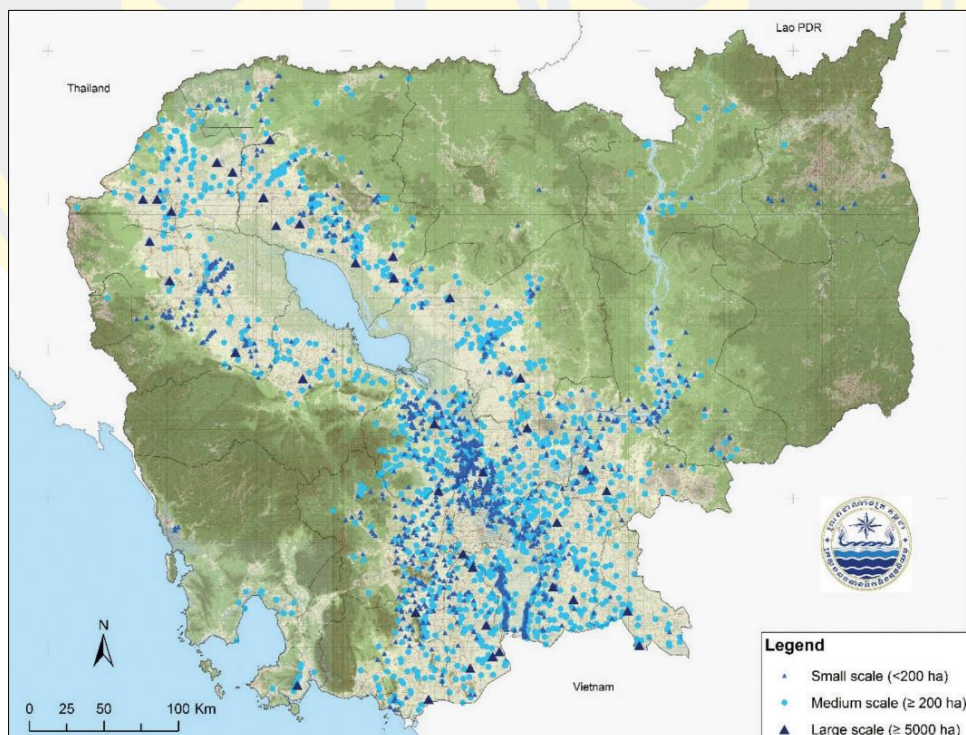 Lao PDR
Thailand
N
Legend
Small scale (<200 ha)
Medium scale (≥ 200 ha)
Large scale (≥ 5000 ha)
Vietnam
0 25 50 100 Km